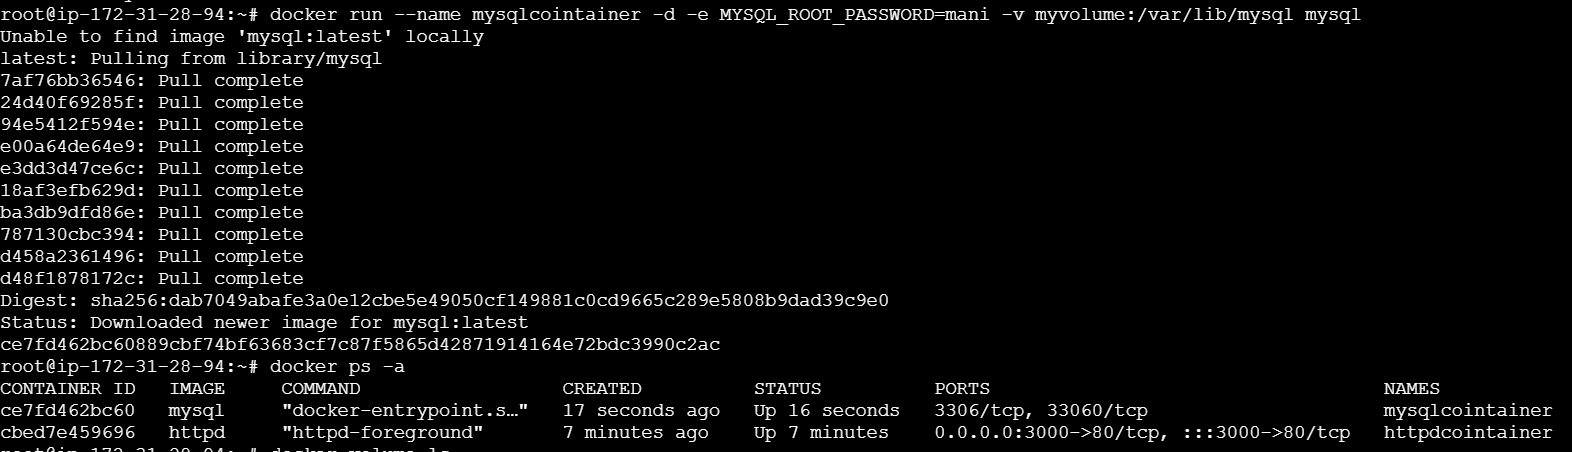 root@ip-172-31-28-94:~# docker run --name mysqlcointainer -d -e MYSQL_ROOT_PASSWORD=mani -v myvolume:/var/lib/mysql mysql
Unable to find image 'mysql:latest' locally
latest: Pulling from library/mysql
7af76bb36546: Pull complete
24d40f69285f: Pull complete
94e5412f594e: Pull complete
e00a64de64e9: Pull complete
e3dd3d47ce6c: Pull complete
18af3efb629d: Pull complete
ba3db9dfd86e: Pull complete
787130cbc394: Pull complete
d458a2361496: Pull complete
d48f1878172c: Pull complete
Digest: sha256:dab7049abafe3a0e12cbe5e49050cf149881c0cd9665c289e5808b9dad39c9e0
Status: Downloaded newer image for mysql:latest
ce7fd462bc60889cbf74bf63683cf7c87f5865d42871914164e72bdc3990c2ac
root@ip-172-31-28-94:~# docker ps -a
CONTAINER ID   IMAGE     COMMAND                  CREATED          STATUS          PORTS                                   NAMES
ce7fd462bc60   mysql     "docker-entrypoint.s…"   17 seconds ago   Up 16 seconds   3306/tcp, 33060/tcp                     mysqlcointainer
cbed7e459696   httpd     "httpd-foreground"       7 minutes ago    Up 7 minutes    0.0.0.0:3000->80/tcp, :::3000->80/tcp   httpdcointainer